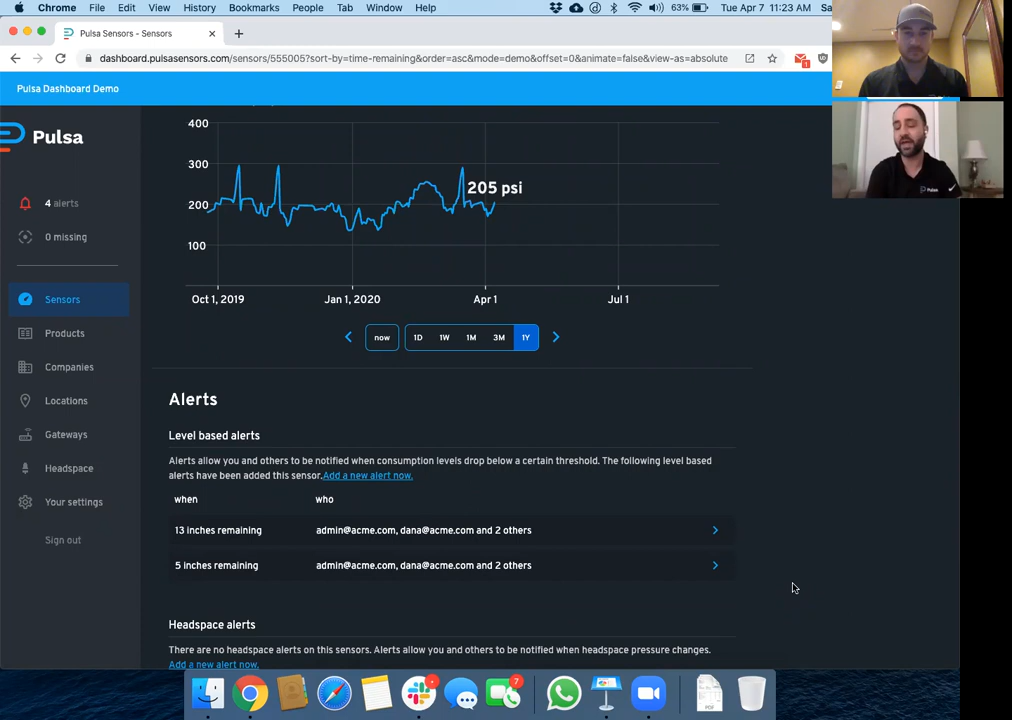 Chrome File Edit View History Bookmarks People Tab Window Help 63% Tue Apr 7 11:23 AM Sa
Pulsa Sensors - Sensors
dashboard.pulsasensors.com/sensors/555005?sort-by=time-remaining&order=asc&mode=demo&offset=0&animate=false&view-as=absolute
Pulsa Dashboard Demo
Pulsa
4 alerts
0 missing
Sensors
Products
Companies
Locations
Gateways
Headspace
Your settings
Sign out
400
300
200
100
205 psi
Oct 1, 2019 Jan 1, 2020 Apr 1 Jul 1
now 1D 1W 1M 3M 1Y
Alerts
Level based alerts
Alerts allow you and others to be notified when consumption levels drop below a certain threshold. The following level based
alerts have been added this sensor.Add a new alert now.
when who
13 inches remaining admin@acme.com, dana@acme.com and 2 others
5 inches remaining admin@acme.com, dana@acme.com and 2 others
Headspace alerts
There are no headspace alerts on this sensors. Alerts allow you and others to be notified when headspace pressure changes.
Add a new alert now.
7
PDF
1
Pulsa